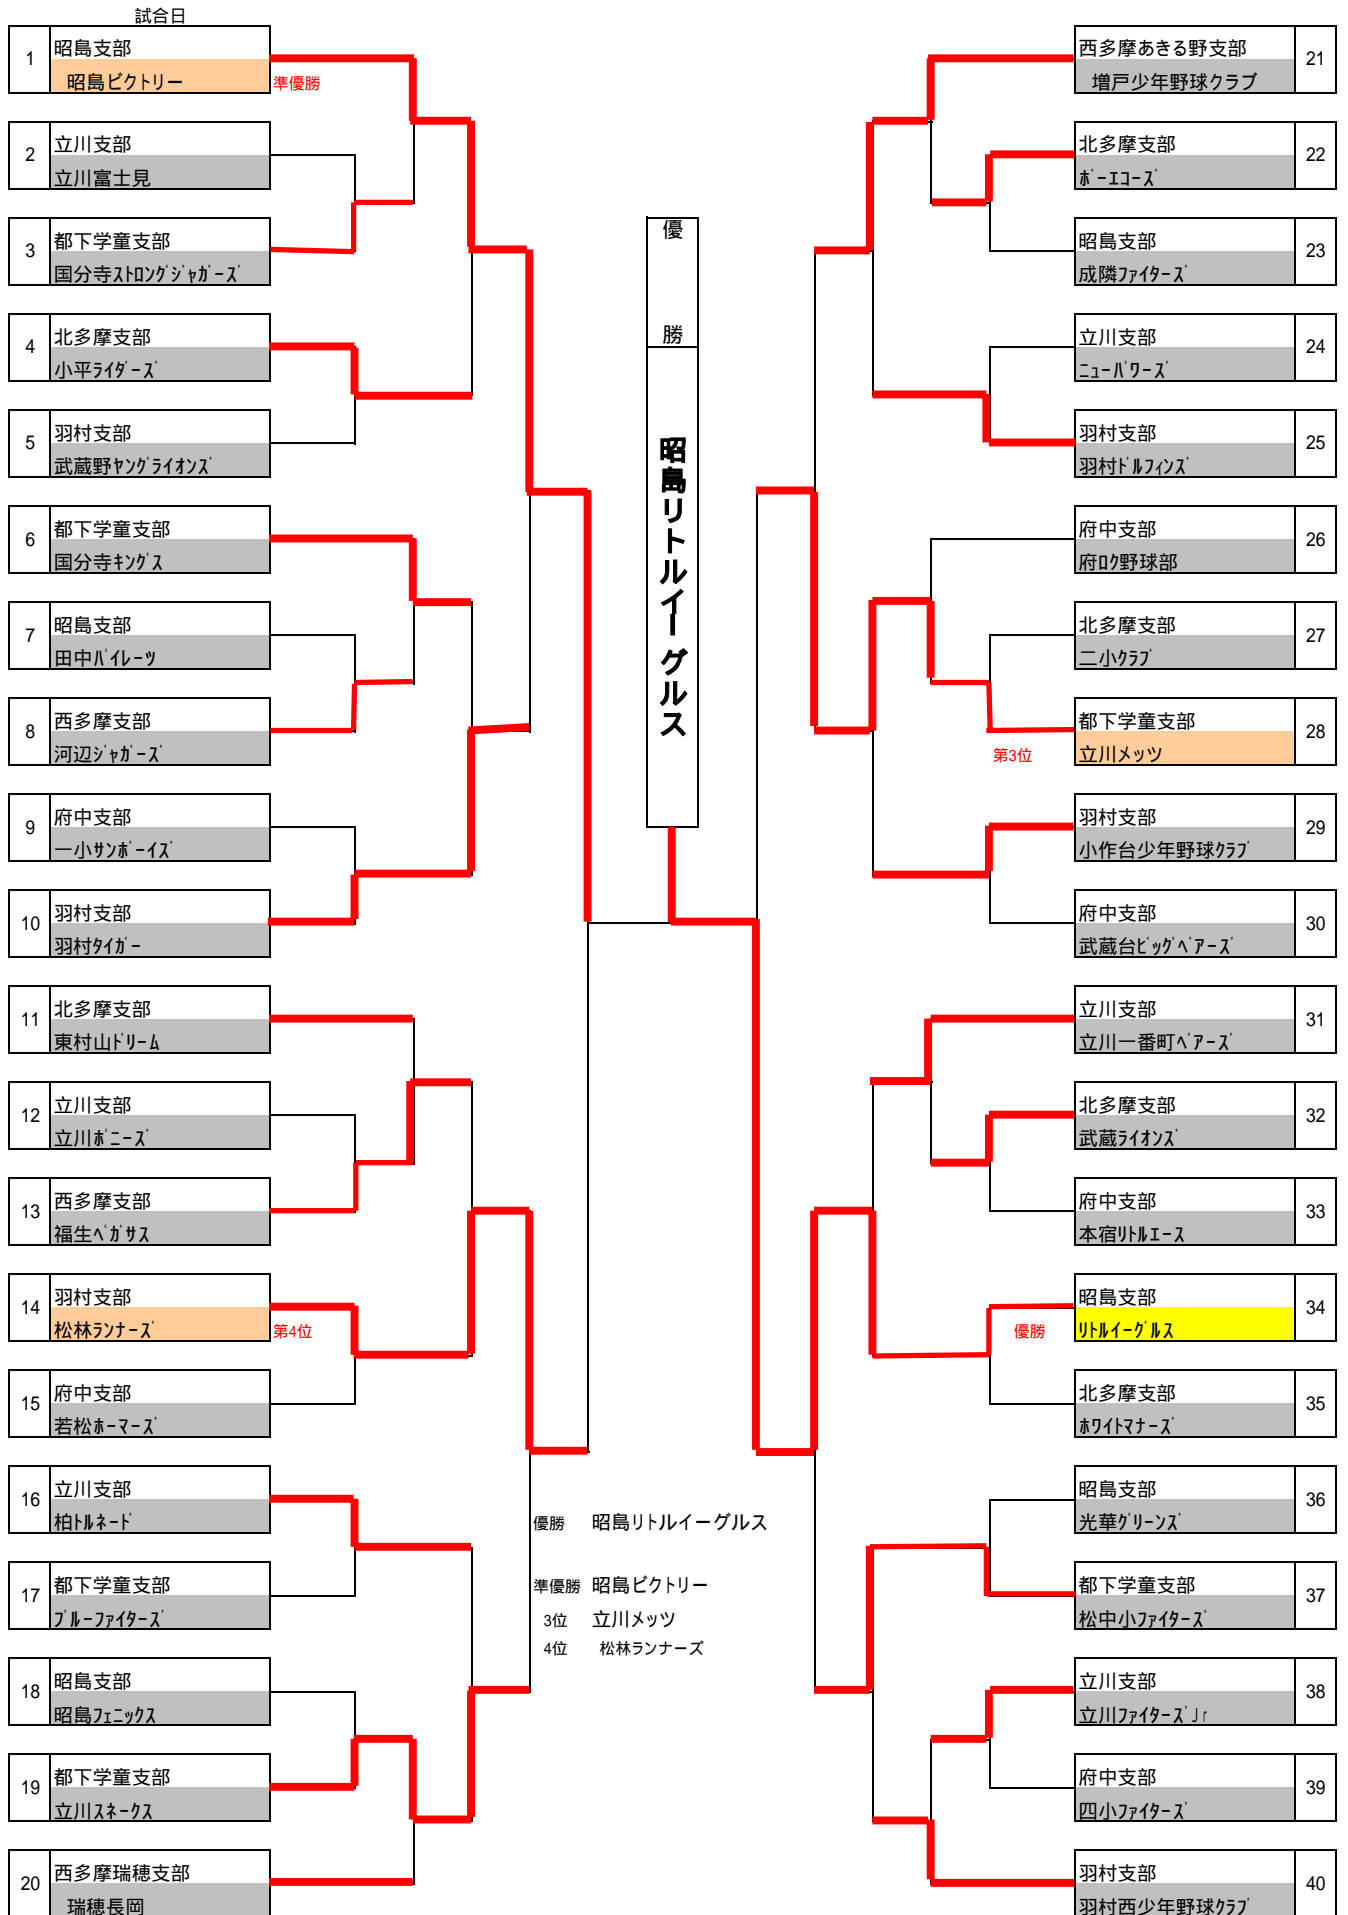 試合日
1
昭島支部
昭島ビクトリー
準優勝
2
立川支部
立川富士見
3
都下学童支部
国分寺ｽﾄﾛﾝｸﾞｼﾞｬｶﾞｰｽﾞ
4
北多摩支部
小平ﾗｲﾀﾞｰｽﾞ
5
羽村支部
武蔵野ﾔﾝｸﾞﾗｲｵﾝｽﾞ
6
都下学童支部
国分寺ｷﾝｸﾞｽ
7
昭島支部
田中ﾊﾟｲﾚｰﾂ
8
西多摩支部
河辺ｼﾞｬｶﾞｰｽﾞ
9
府中支部
一小サンﾎﾞｰｲｽﾞ
10
羽村支部
羽村ﾀｲｶﾞｰ
11
北多摩支部
東村山ﾄﾞﾘｰﾑ
12
立川支部
立川ﾎﾟﾆｰｽﾞ
13
西多摩支部
福生ﾍﾟｶﾞｻｽ
14
羽村支部
松林ﾗﾝﾅｰｽﾞ
第4位
15
府中支部
若松ﾎｰﾏｰｽﾞ
16
立川支部
柏ﾄﾙﾈｰﾄﾞ
17
都下学童支部
ﾌﾞﾙｰﾌｧｲﾀｰｽﾞ
18
昭島支部
昭島ﾌｪﾆｯｸｽ
19
都下学童支部
立川ｽﾈｰｸｽ
20
西多摩瑞穂支部
瑞穂長岡
優
勝
昭島リトルイーグルス
優勝 昭島リトルイーグルス
準優勝 昭島ビクトリー
3位 立川メッツ
4位 松林ランナーズ
西多摩あきる野支部
増戸少年野球クラブ
21
北多摩支部
ﾎﾞｰｴｺｰｽﾞ
22
昭島支部
成隣ﾌｧｲﾀｰｽﾞ
23
立川支部
ﾆｭｰﾊﾟﾜｰｽﾞ
24
羽村支部
羽村ﾄﾞﾙﾌｨﾝｽﾞ
25
府中支部
府ﾛｸ野球部
26
北多摩支部
二小ｸﾗﾌﾞ
27
都下学童支部
立川メッツ
第3位
28
羽村支部
小作台少年野球ｸﾗﾌﾞ
29
府中支部
武蔵台ﾋﾞｯｸﾞﾍﾞｱｰｽﾞ
30
立川支部
立川一番町ﾍﾞｱｰｽﾞ
31
北多摩支部
武蔵ﾗｲｵﾝｽﾞ
32
府中支部
本宿ﾘﾄﾙｴｰｽ
33
昭島支部
ﾘﾄﾙｲｰｸﾞﾙｽ
優勝
34
北多摩支部
ﾎﾜｲﾄﾏﾅｰｽﾞ
35
昭島支部
光華ｸﾞﾘｰﾝｽﾞ
36
都下学童支部
松中小ﾌｧｲﾀｰｽﾞ
37
立川支部
立川ﾌｧｲﾀｰｽﾞJr
38
府中支部
四小ﾌｧｲﾀｰｽﾞ
39
羽村支部
羽村西少年野球ｸﾗﾌﾞ
40